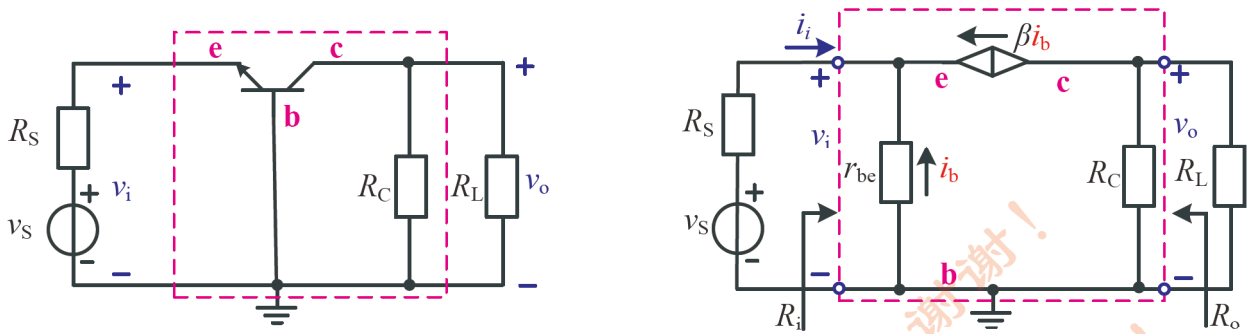 e c
+ +
b
R_S R_C R_L
v_i v_o
+
v_S
-
- -
i_i βi_b
+ e c +
R_S v_i v_o
r_be i_b R_C R_L
+
v_S
-
- b -
R_i R_o
谢谢！
！